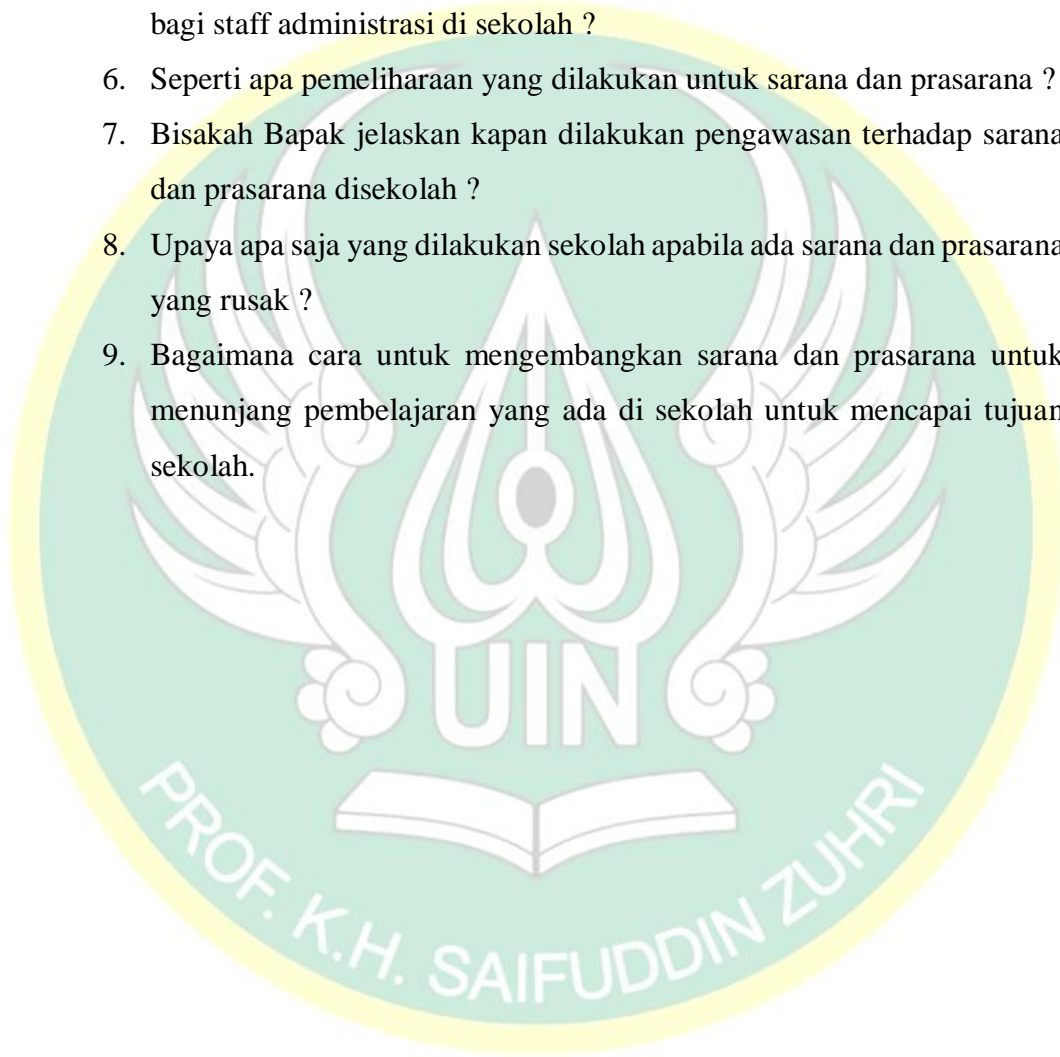 bagi staff administrasi di sekolah ?
6. Seperti apa pemeliharaan yang dilakukan untuk sarana dan prasarana ?
7. Bisakah Bapak jelaskan kapan dilakukan pengawasan terhadap sarana
dan prasarana disekolah ?
8. Upaya apa saja yang dilakukan sekolah apabila ada sarana dan prasarana
yang rusak ?
9. Bagaimana cara untuk mengembangkan sarana dan prasarana untuk
menunjang pembelajaran yang ada di sekolah untuk mencapai tujuan
sekolah.
UIN
PROF. K.H. SAIFUDDIN ZUHRI